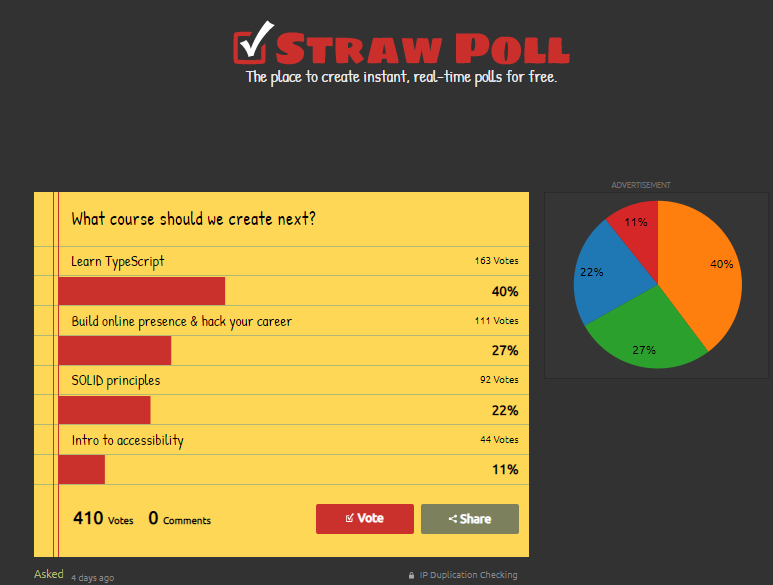 STRAW POLL
The place to create instant, real-time polls for free.
ADVERTISEMENT
What course should we create next?
Learn TypeScript 163 Votes
40%
Build online presence & hack your career 111 Votes
27%
SOLID principles 92 Votes
22%
Intro to accessibility 44 Votes
11%
410 Votes 0 Comments Vote Share
Asked 4 days ago IP Duplication Checking
11%
40%
22%
27%